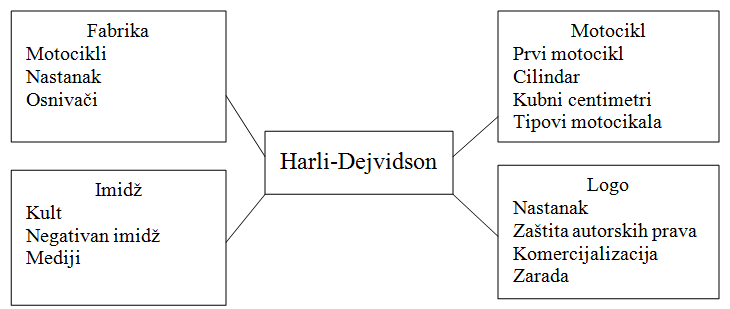 Fabrika
Motocikli
Nastanak
Osnivači
Motocikl
Prvi motocikl
Cilindar
Kubni centimetri
Tipovi motocikala
Harli-Dejvidson
Imidž
Kult
Negativan imidž
Mediji
Logo
Nastanak
Zaštita autorskih prava
Komercijalizacija
Zarada